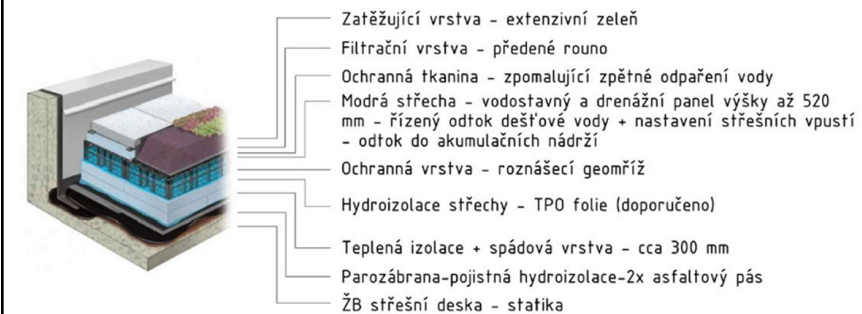 Zatěžující vrstva - extenzivní zeleň
Filtrační vrstva - předené rouno
Ochranná tkanina - zpomalující zpětné odpaření vody
Modrá střecha - vodostavný a drenážní panel výšky až 520
mm - řízený odtok dešťové vody + nastavení střešních vpustí
- odtok do akumulačních nádrží
Ochranná vrstva - roznášecí geomříž
Hydroizolace střechy - TPO folie (doporučeno)
Teplená izolace + spádová vrstva - cca 300 mm
Parozábrana-pojistná hydroizolace-2x asfaltový pás
ŽB střešní deska - statika